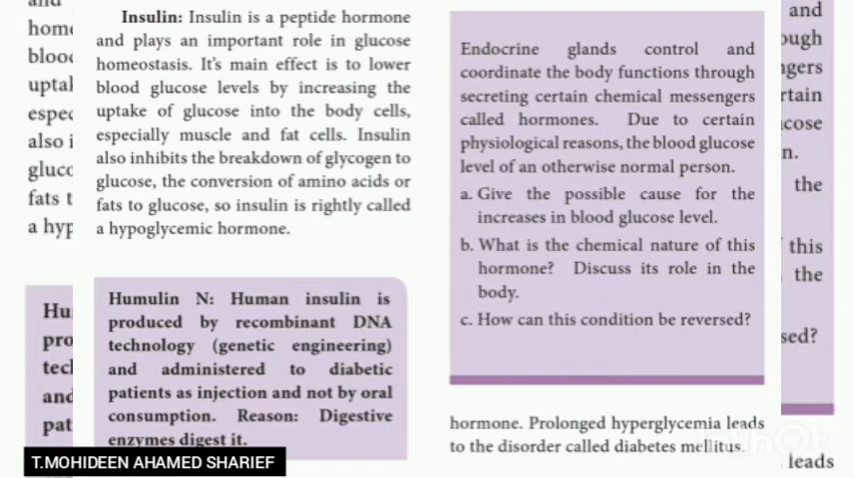 Insulin: Insulin is a peptide hormone
and plays an important role in glucose
homeostasis. It's main effect is to lower
blood glucose levels by increasing the
uptake of glucose into the body cells,
especially muscle and fat cells. Insulin
also inhibits the breakdown of glycogen to
glucose, the conversion of amino acids or
fats to glucose, so insulin is rightly called
a hypoglycemic hormone.
Humulin N: Human insulin is
produced by recombinant DNA
technology (genetic engineering)
and administered to diabetic
patients as injection and not by oral
consumption. Reason: Digestive
enzymes digest it.
T.MOHIDEEN AHAMED SHARIEF
Endocrine glands control and
coordinate the body functions through
secreting certain chemical messengers
called hormones. Due to certain
physiological reasons, the blood glucose
level of an otherwise normal person.
a. Give the possible cause for the
increases in blood glucose level.
b. What is the chemical nature of this
hormone? Discuss its role in the
body.
c. How can this condition be reversed?
hormone. Prolonged hyperglycemia leads
to the disorder called diabetes mellitus.
and
the
this
the
leads